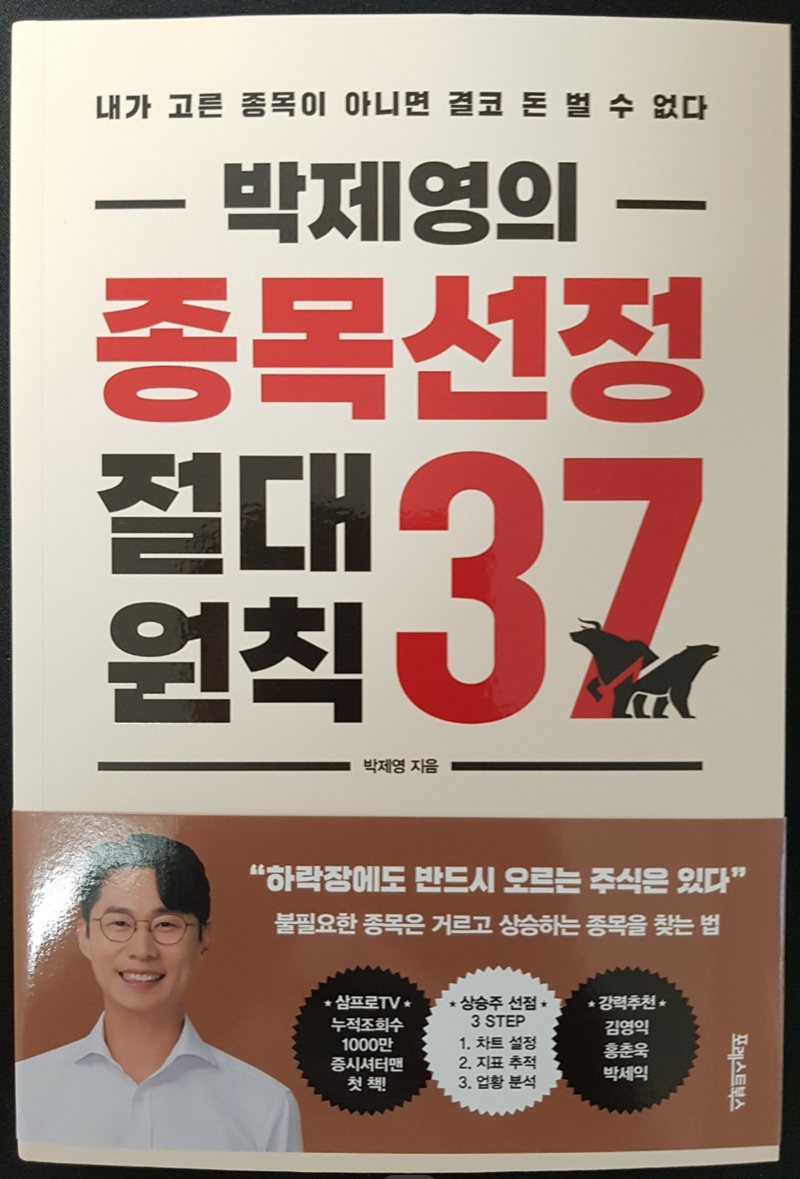 내가 고른 종목이 아니면 결코 돈 벌 수 없다
박제영의
종목선정
절대
원칙
37
박제영 지음
“하락장에도 반드시 오르는 주식은 있다”
불필요한 종목은 거르고 상승하는 종목을 찾는 법
★삼프로TV★
누적조회수
1000만
증시셔터맨
첫 책!
★상승주 선점★
3 STEP
1. 차트 설정
2. 지표 추적
3. 업황 분석
★강력추천★
김영익
홍춘욱
박세익
포레스트북스